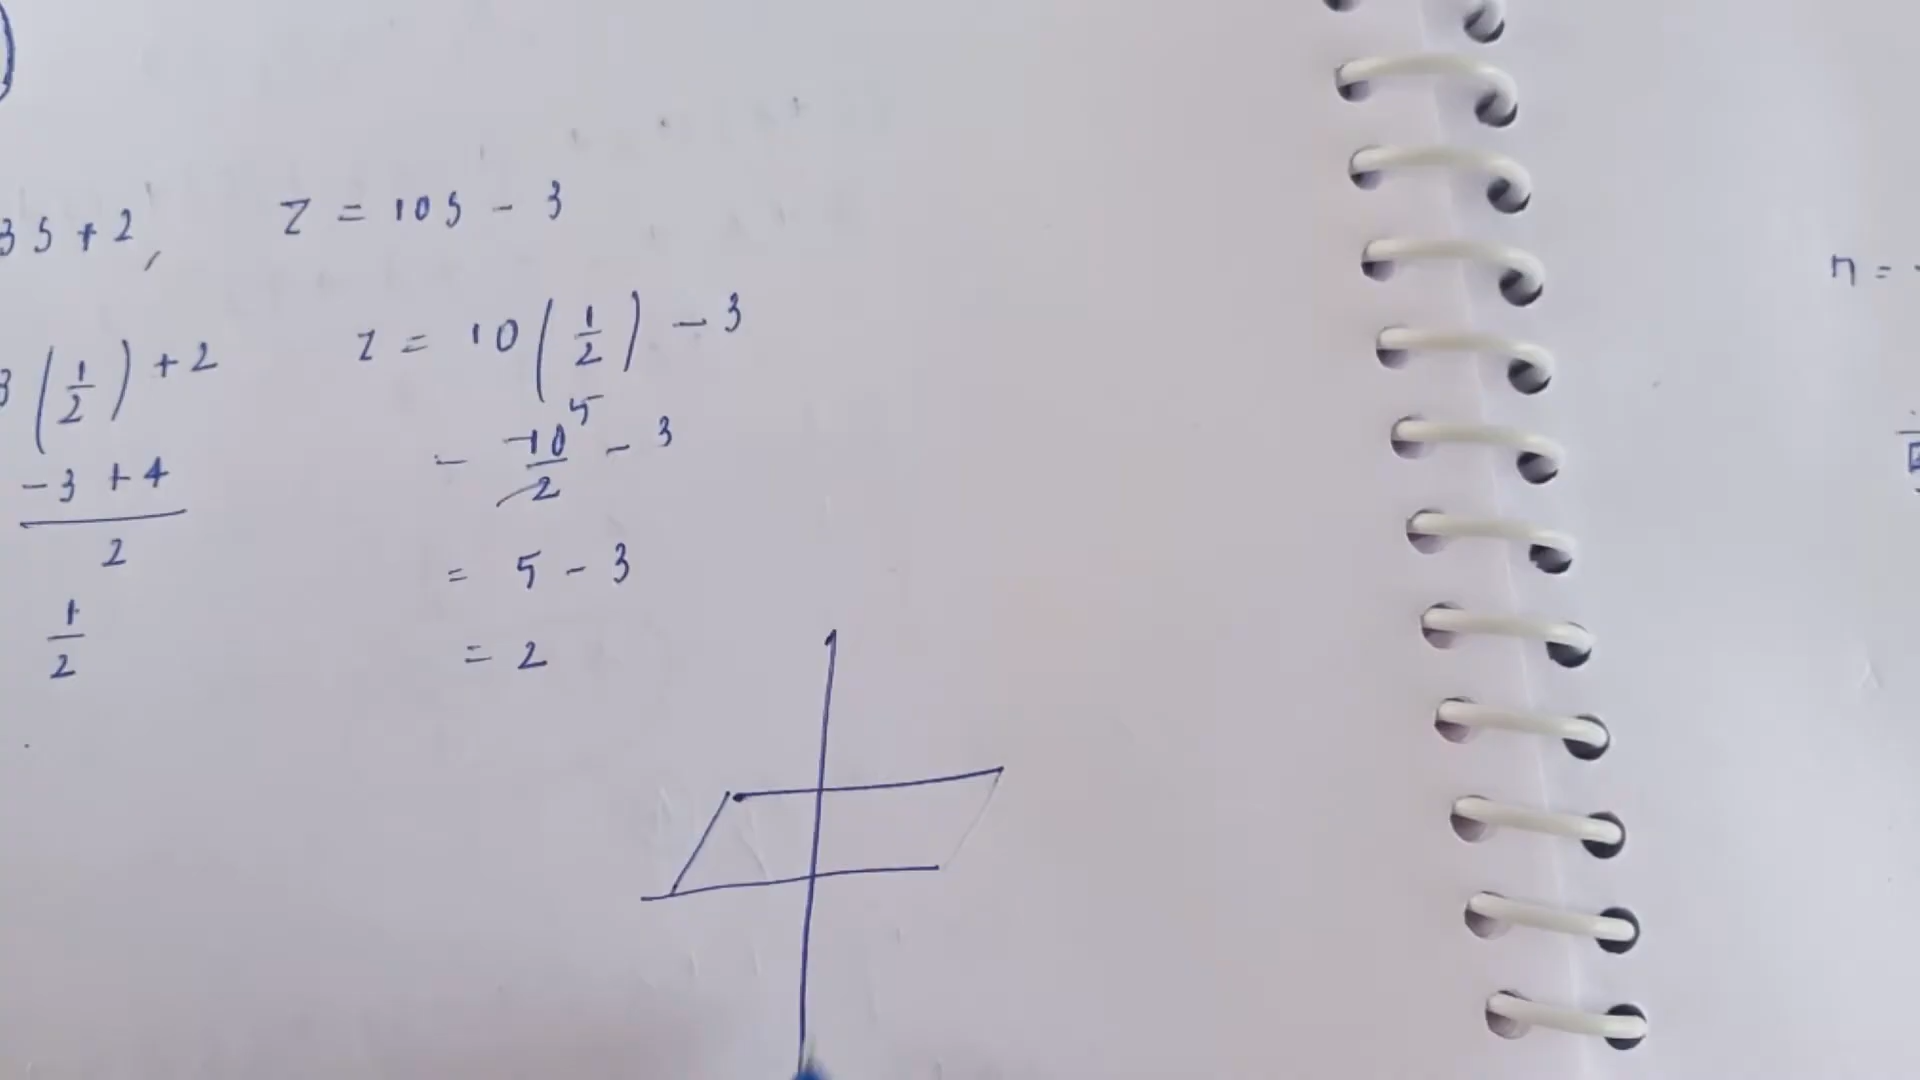 3s + 2, z = 10s - 3
3(1/2) + 2 z = 10(1/2) - 3
-3 + 4 / 2 - 10/2 5 - 3
1/2 = 5 - 3
= 2
n =